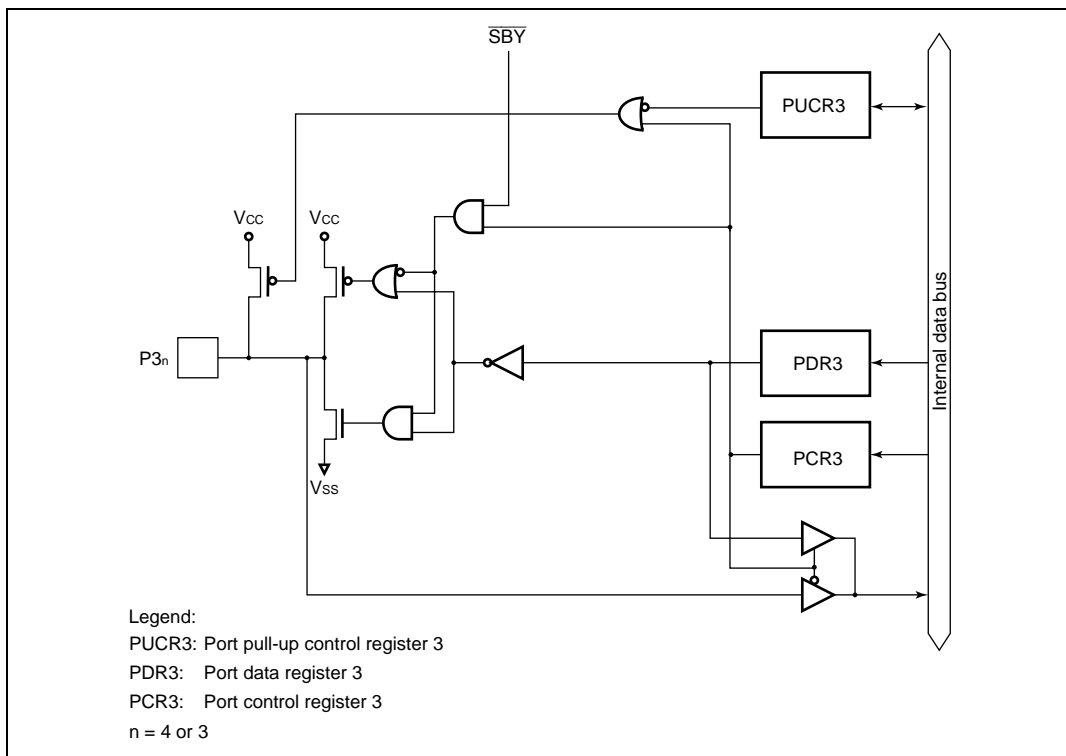 SBY
PUCR3
VCC
VCC
P3n
PDR3
PCR3
VSS
Internal data bus
Legend:
PUCR3: Port pull-up control register 3
PDR3: Port data register 3
PCR3: Port control register 3
n = 4 or 3